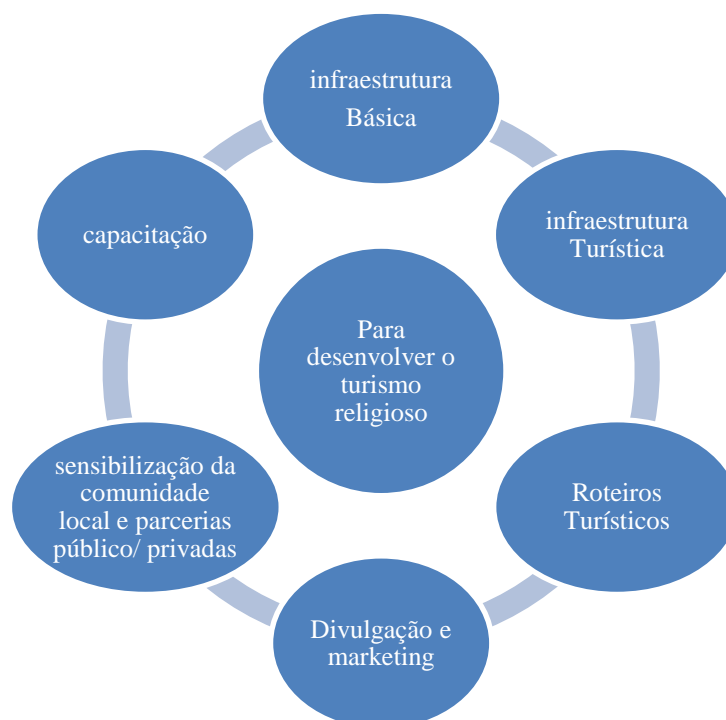 infraestrutura
Básica
infraestrutura
Turística
Roteiros
Turísticos
Divulgação e
marketing
sensibilização da
comunidade
local e parcerias
público/ privadas
capacitação
Para
desenvolver o
turismo
religioso